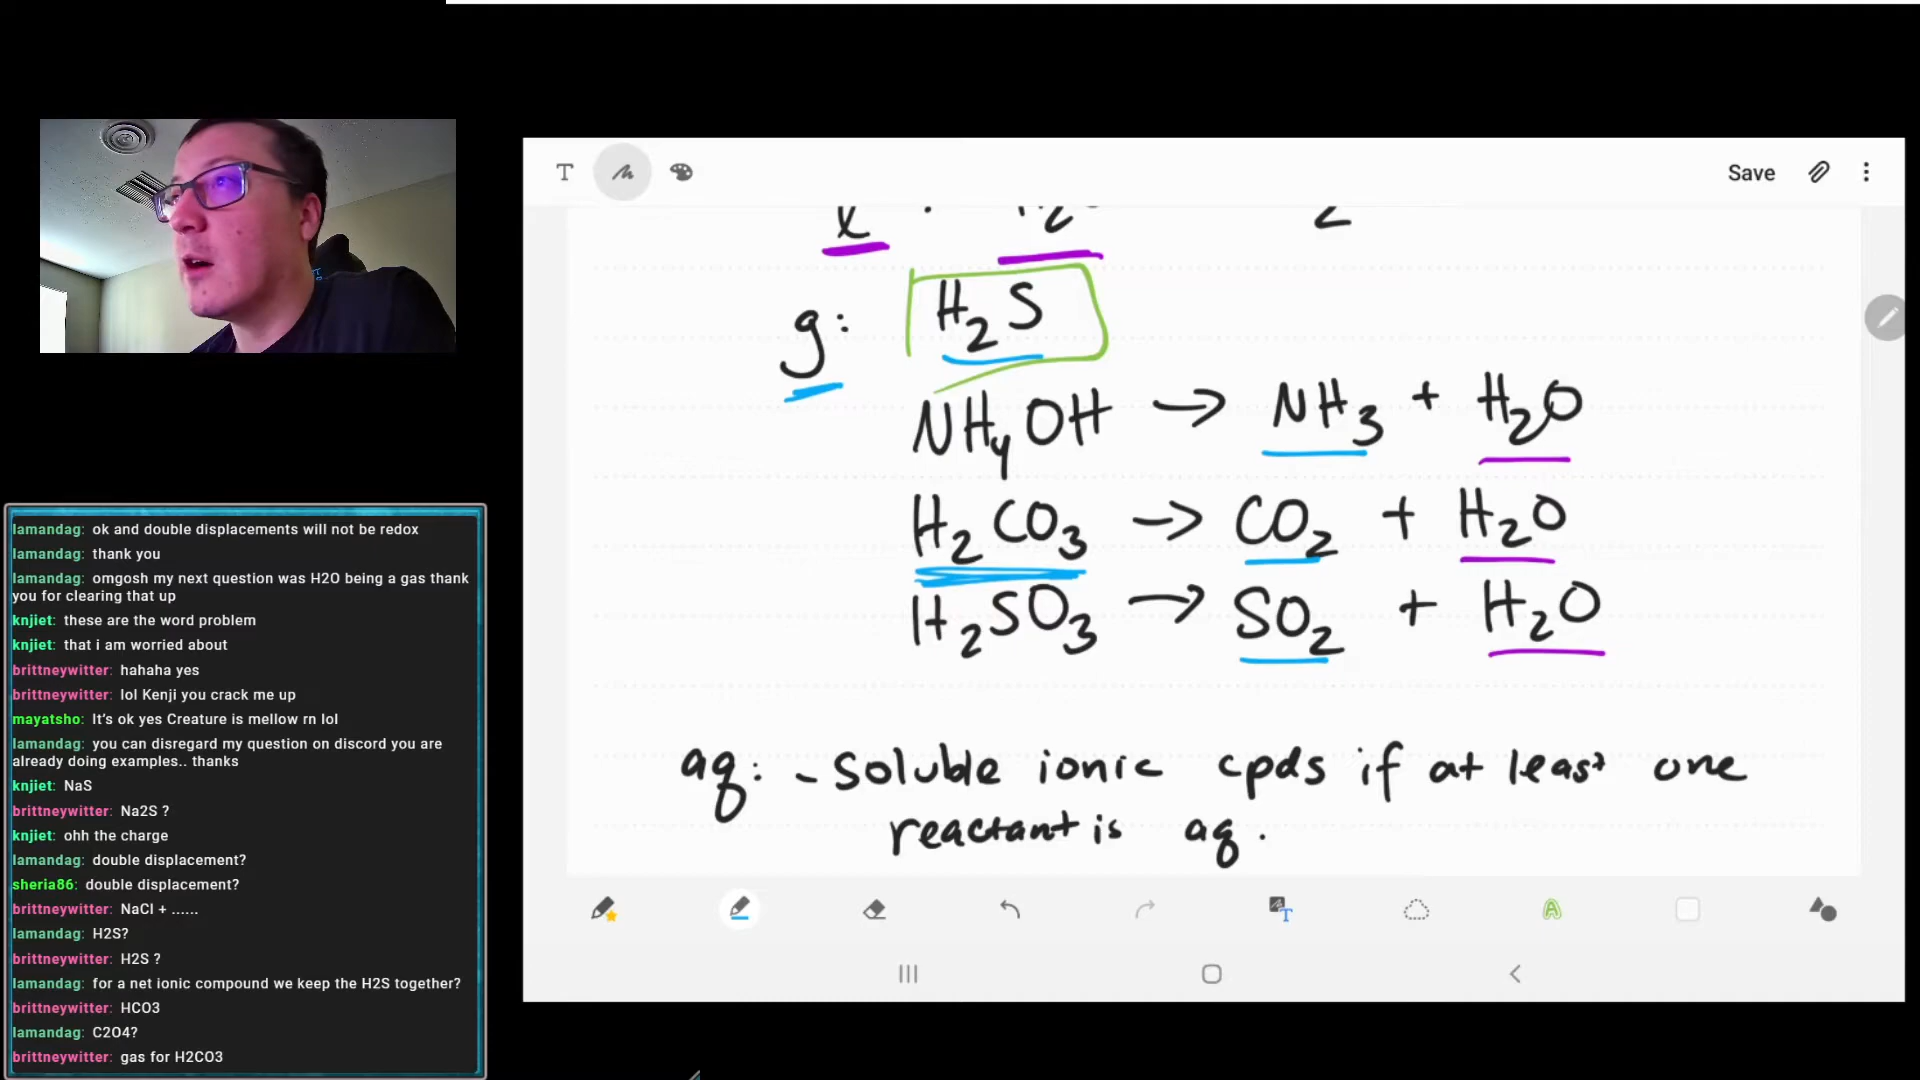 lamandag: ok and double displacements will not be redox
lamandag: thank you
lamandag: omgosh my next question was H2O being a gas thank
you for clearing that up
knjiet: these are the word problem
knjiet: that i am worried about
brittneywitter: hahaha yes
brittneywitter: lol Kenji you crack me up
mayatsho: It's ok yes Creature is mellow rn lol
lamandag: you can disregard my question on discord you are
already doing examples.. thanks
knjiet: NaS
brittneywitter: Na2S ?
knjiet: ohh the charge
lamandag: double displacement?
sheria86: double displacement?
brittneywitter: NaCl + ......
lamandag: H2S?
brittneywitter: H2S ?
lamandag: for a net ionic compound we keep the H2S together?
brittneywitter: HCO3
lamandag: C2O4?
brittneywitter: gas for H2CO3
T Save
g: H₂S
NH₄OH → NH₃ + H₂O
H₂CO₃ → CO₂ + H₂O
H₂SO₃ → SO₂ + H₂O
aq: - soluble ionic cpds if at least one
reactant is aq.